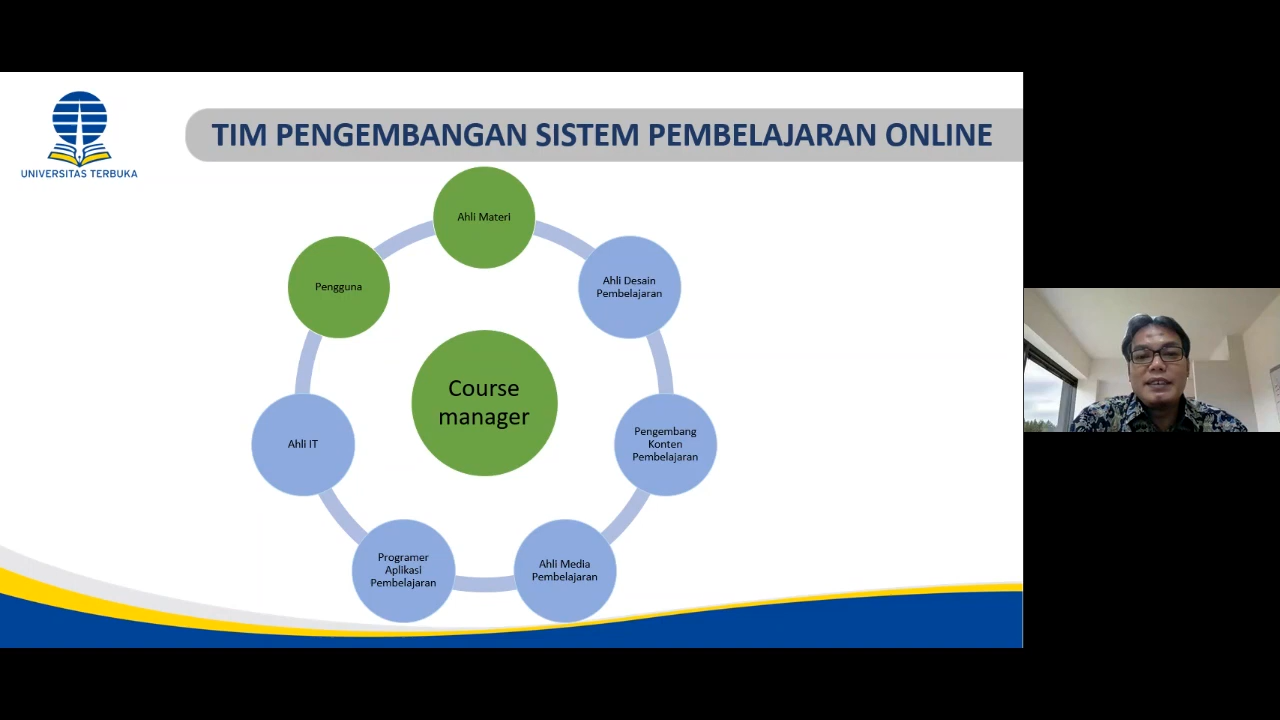 TIM PENGEMBANGAN SISTEM PEMBELAJARAN ONLINE
UNIVERSITAS TERBUKA
Ahli Materi
Ahli Desain
Pembelajaran
Pengembang
Konten
Pembelajaran
Ahli Media
Pembelajaran
Programer
Aplikasi
Pembelajaran
Ahli IT
Pengguna
Course
manager